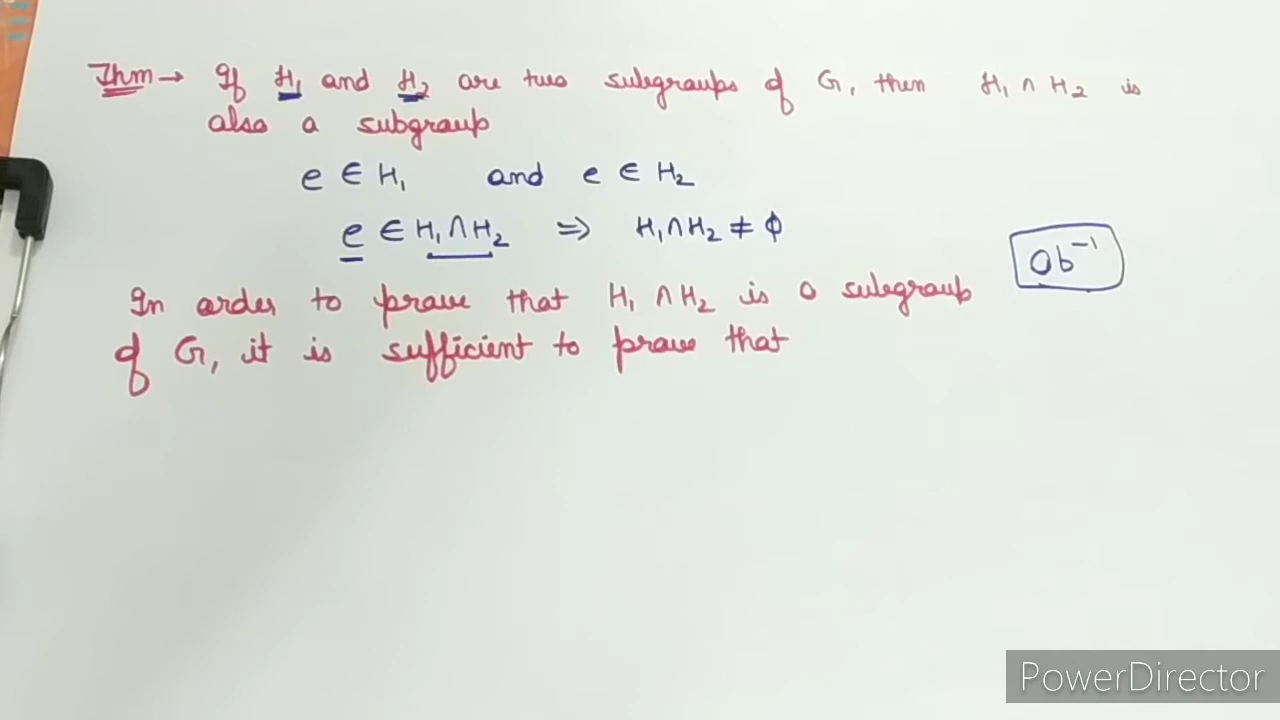 Thm → If H₁ and H₂ are two subgroups of G, then H₁ ∩ H₂ is
also a subgroup
e ∈ H₁ and e ∈ H₂
e ∈ H₁∩H₂ ⇒ H₁∩H₂ ≠ ϕ
ab⁻¹
In order to prove that H₁ ∩ H₂ is a subgroup
of G, it is sufficient to prove that
PowerDirector